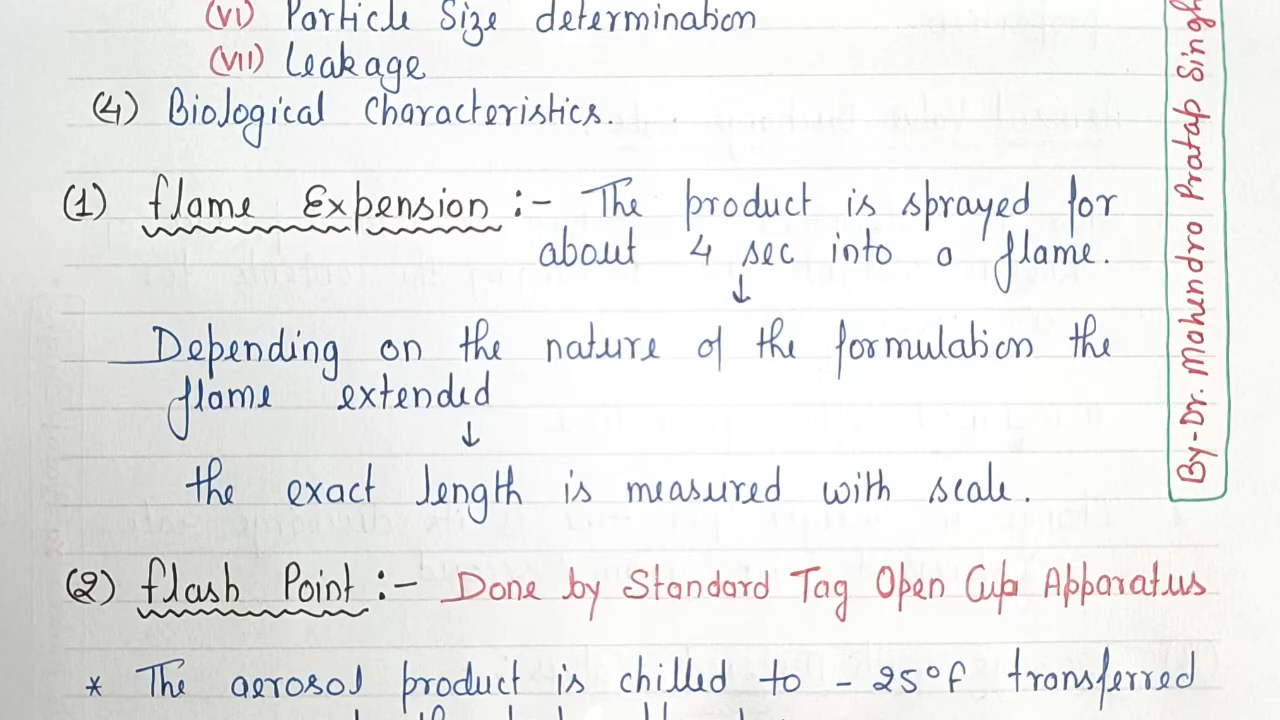 (VI) Particle Size determination
(VII) Leakage
(4) Biological Characteristics.
(1) flame Expension :- The product is sprayed for
about 4 sec into a flame.
↓
Depending on the nature of the formulation the
flame extended
↓
the exact length is measured with scale.
(2) flash Point :- Done by Standard Tag Open Cup Apparatus
* The aerosol product is chilled to - 25°f transferred
By-Dr. Mahendra Pratap Singh